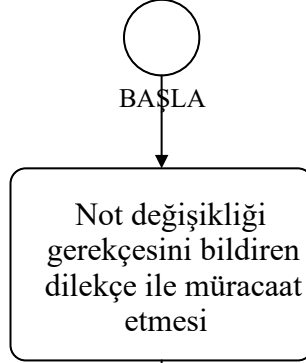 BAŞLA
Not değişikliği
gerekçesini bildiren
dilekçe ile müracaat
etmesi